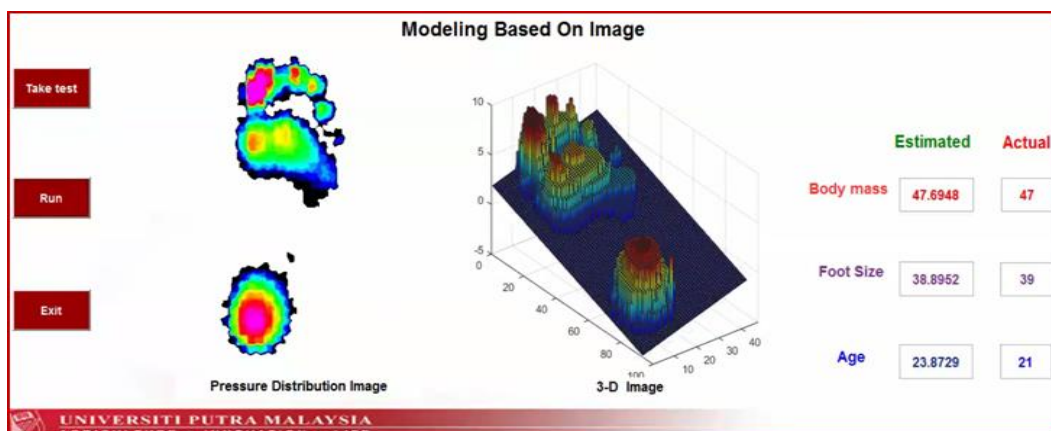 Modeling Based On Image
Take test
Run
Exit
Pressure Distribution Image
10
5
0
-5
0
20
40
60
80
100
10
20
30
40
3-D Image
Estimated Actual
Body mass 47.6948 47
Foot Size 38.8952 39
Age 23.8729 21
UNIVERSITI PUTRA MALAYSIA